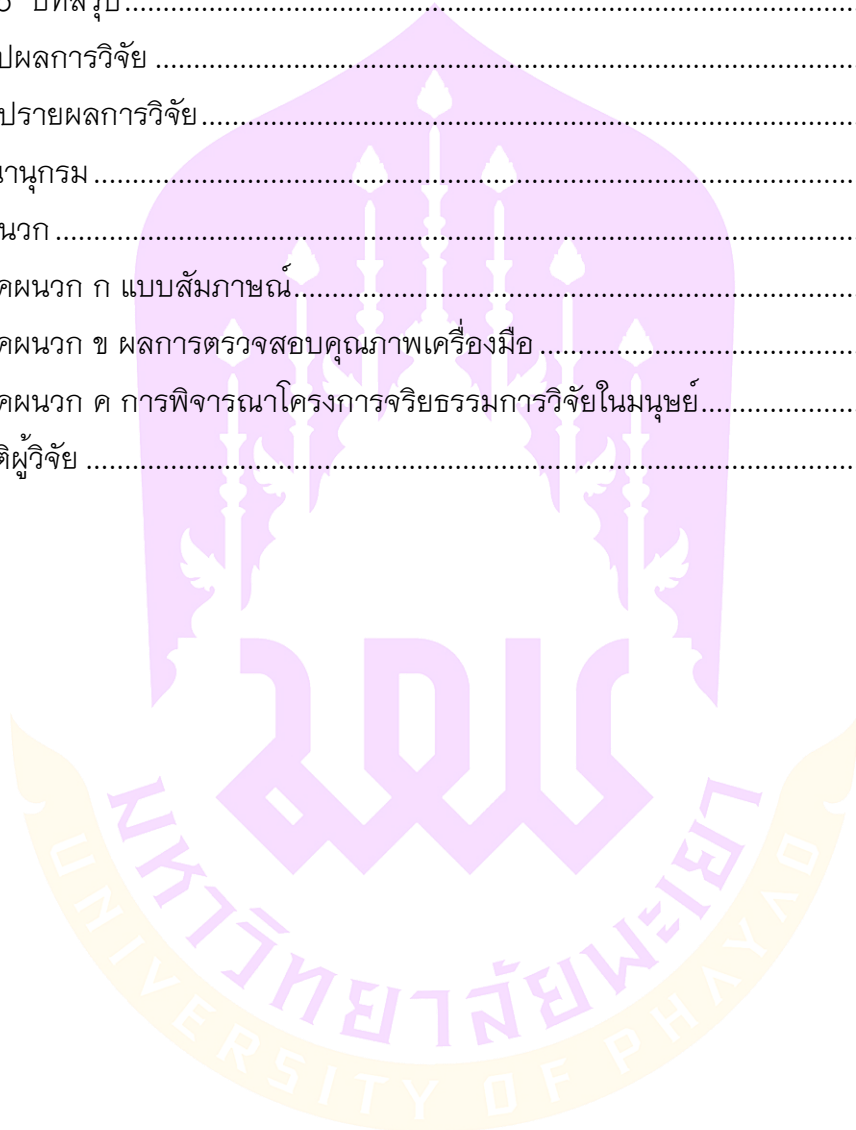 บทสรุป
ปผลการวิจัย
ปรายผลการวิจัย
นานุกรม
นวก
คผนวก ก แบบสัมภาษณ์
คผนวก ข ผลการตรวจสอบคุณภาพเครื่องมือ
คผนวก ค การพิจารณาโครงการจริยธรรมการวิจัยในมนุษย์
ติผู้วิจัย
มหาวิทยาลัยพะเยา
UNIVERSITY OF PHAYAO